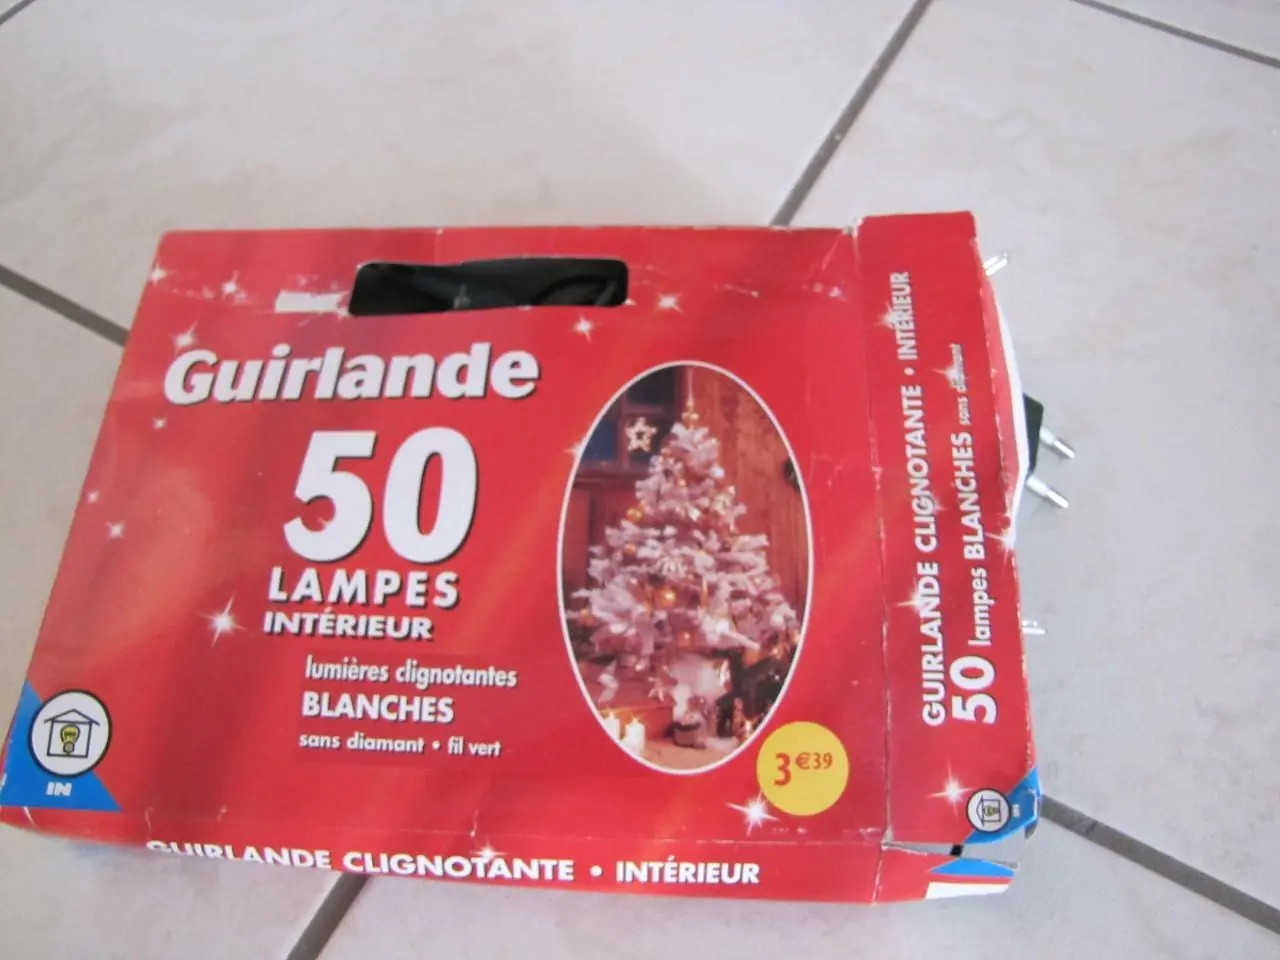 Guirlande
50
LAMPES
INTÉRIEUR
lumières clignotantes
BLANCHES
sans diamant • fil vert
3€39
IN
GUIRLANDE CLIGNOTANTE • INTÉRIEUR
GUIRLANDE CLIGNOTANTE • INTÉRIEUR
50 lampes BLANCHES sans diamant